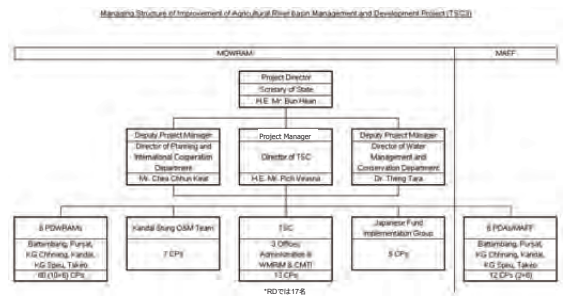 Managing Structure of Improvement of Agricultural River basin Management and Development Project (TSC3)
MOWRAM
MAFF
Project Director
Secretary of State
H.E. Mr. Bun Hean
Deputy Project Manager
Director of Planning and
International Cooperation
Department
Mr. Chea Chhun Keat
Project Manager
Director of TSC
H.E. Mr. Pich Veasna
Deputy Project Manager
Director of Water
Management and
Conservation Department
Dr. Theng Tara
6 PDWRAMs
Battambang, Pursat,
KG Chhnang, Kandal,
KG Speu, Takeo
60 (10×6) CPs
Kandal Stung O&M Team
7 CPs
TSC
3 Offices,
Administration &
WMRIM & CMTI
13 CPs
Japanese Fund
Implementation Group
5 CPs
6 PDAs/MAFF
Battambang, Pursat,
KG Chhnang, Kandal,
KG Speu, Takeo
12 CPs (2×6)
*RDでは17名